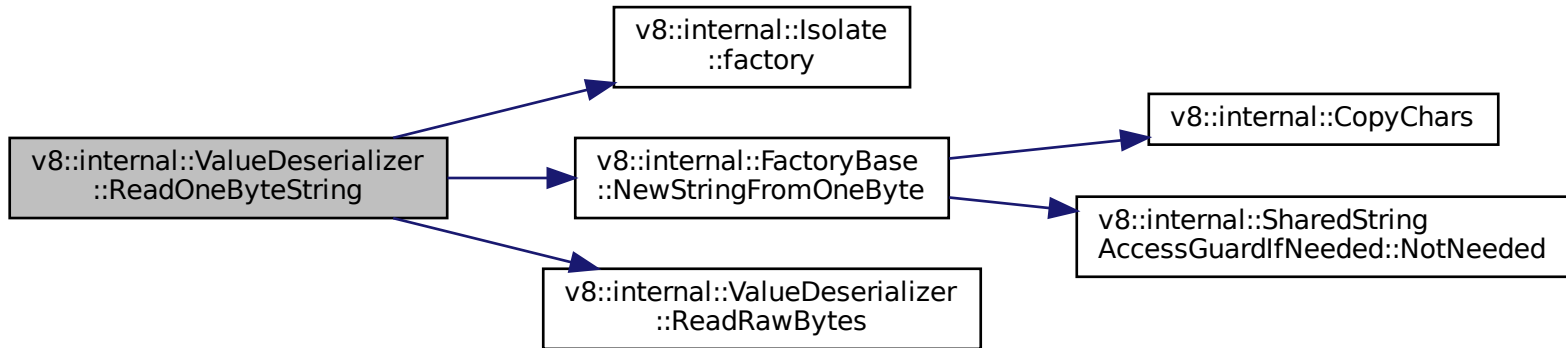 v8::internal::ValueDeserializer
::ReadOneByteString
v8::internal::Isolate
::factory
v8::internal::FactoryBase
::NewStringFromOneByte
v8::internal::ValueDeserializer
::ReadRawBytes
v8::internal::CopyChars
v8::internal::SharedString
AccessGuardIfNeeded::NotNeeded